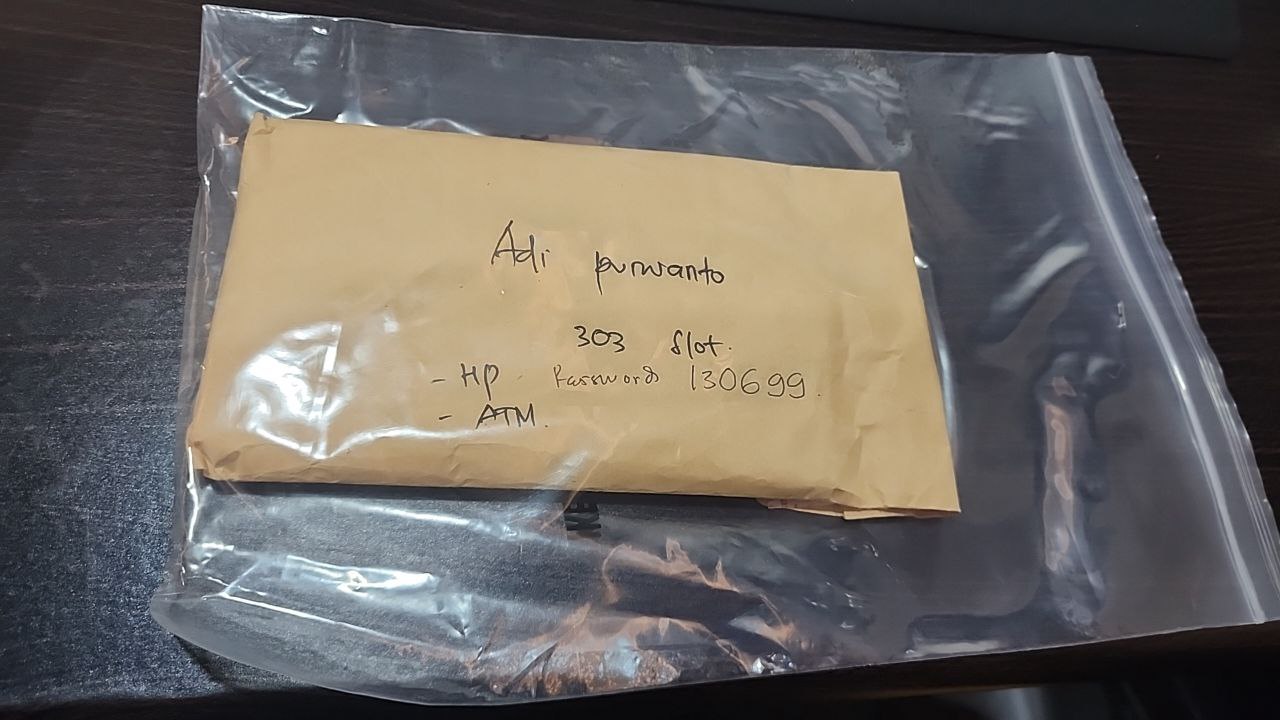 Adi purwanto
303 slot.
- HP Password 130699.
- ATM.